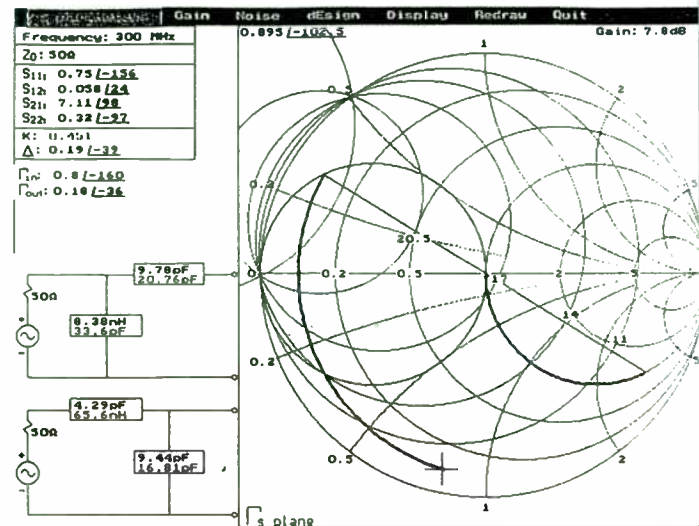 Gain Noise dEsign Display Redraw Quit
Frequency: 300 MHz
Z0: 50Ω
S11: 0.75/-156
S12: 0.058/24
S21: 7.11/98
S22: 0.32/-97
K: 0.451
Δ: 0.19/-39
Γin: 0.8/-160
Γout: 0.18/-36
0.895/-102.5
Gain: 7.8dB
9.78pF
20.76pF
50Ω
8.38nH
33.6pF
+
-
4.29pF
65.6nH
50Ω
9.44pF
16.81pF
+
-
1
2
0.5
0.2
20.5
0
0.2
0.5
17
2
5
14
11
0.2
0.5
2
1
Γs plane